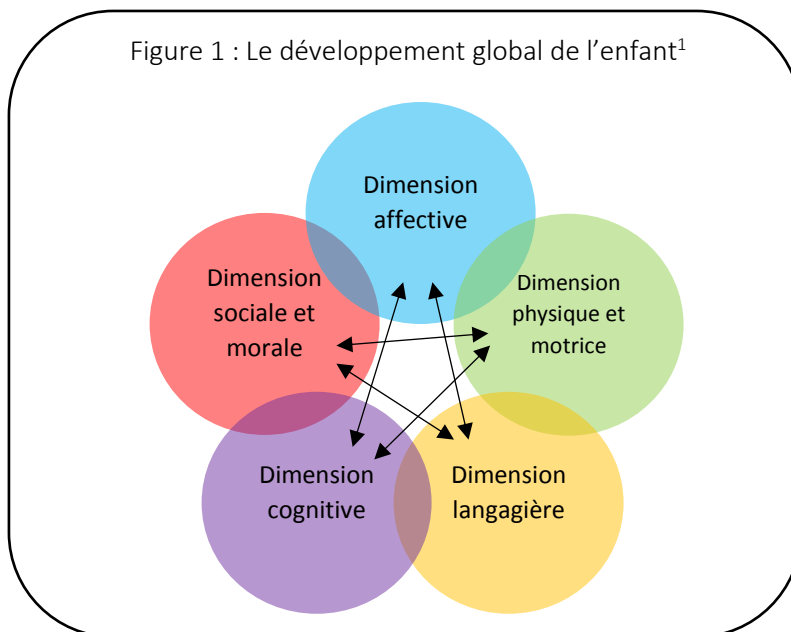 Figure 1 : Le développement global de l’enfant¹
Dimension
affective
Dimension
sociale et
morale
Dimension
physique et
motrice
Dimension
cognitive
Dimension
langagière